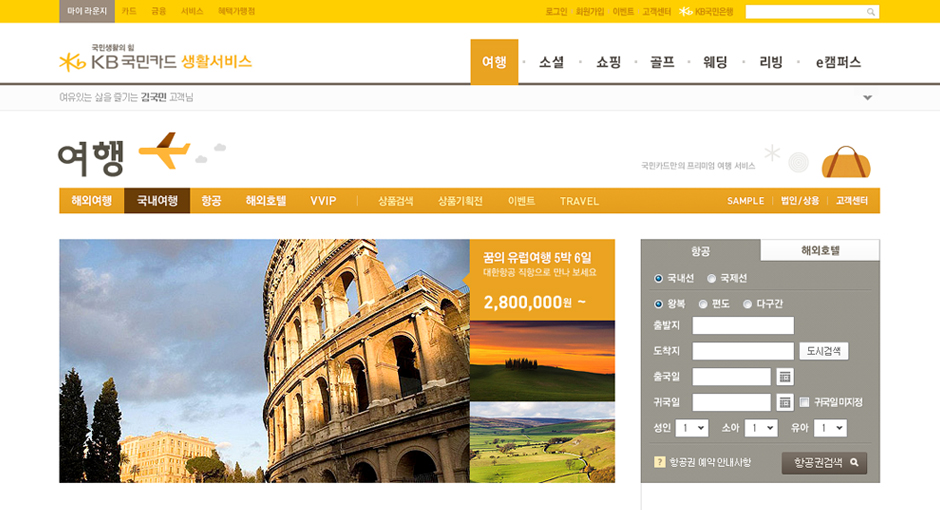 마이 라운지 카드 금융 서비스 혜택가맹점 로그인 회원가입 이벤트 고객센터 KB국민은행
국민생활의 힘
KB 국민카드 생활서비스
여행 소셜 쇼핑 골프 웨딩 리빙 e캠퍼스
여유있는 삶을 즐기는 김국민 고객님
여행
국민카드만의 프리미엄 여행 서비스
해외여행 국내여행 항공 해외호텔 VVIP 상품검색 상품기획전 이벤트 TRAVEL SAMPLE 법인/상용 고객센터
꿈의 유럽여행 5박 6일
대한항공 직항으로 만나 보세요
2,800,000원 ~
항공 해외호텔
국내선 국제선
왕복 편도 다구간
출발지
도착지 도시검색
출국일
귀국일 귀국일 미지정
성인 1 소아 1 유아 1
? 항공권 예약 안내사항 항공권검색